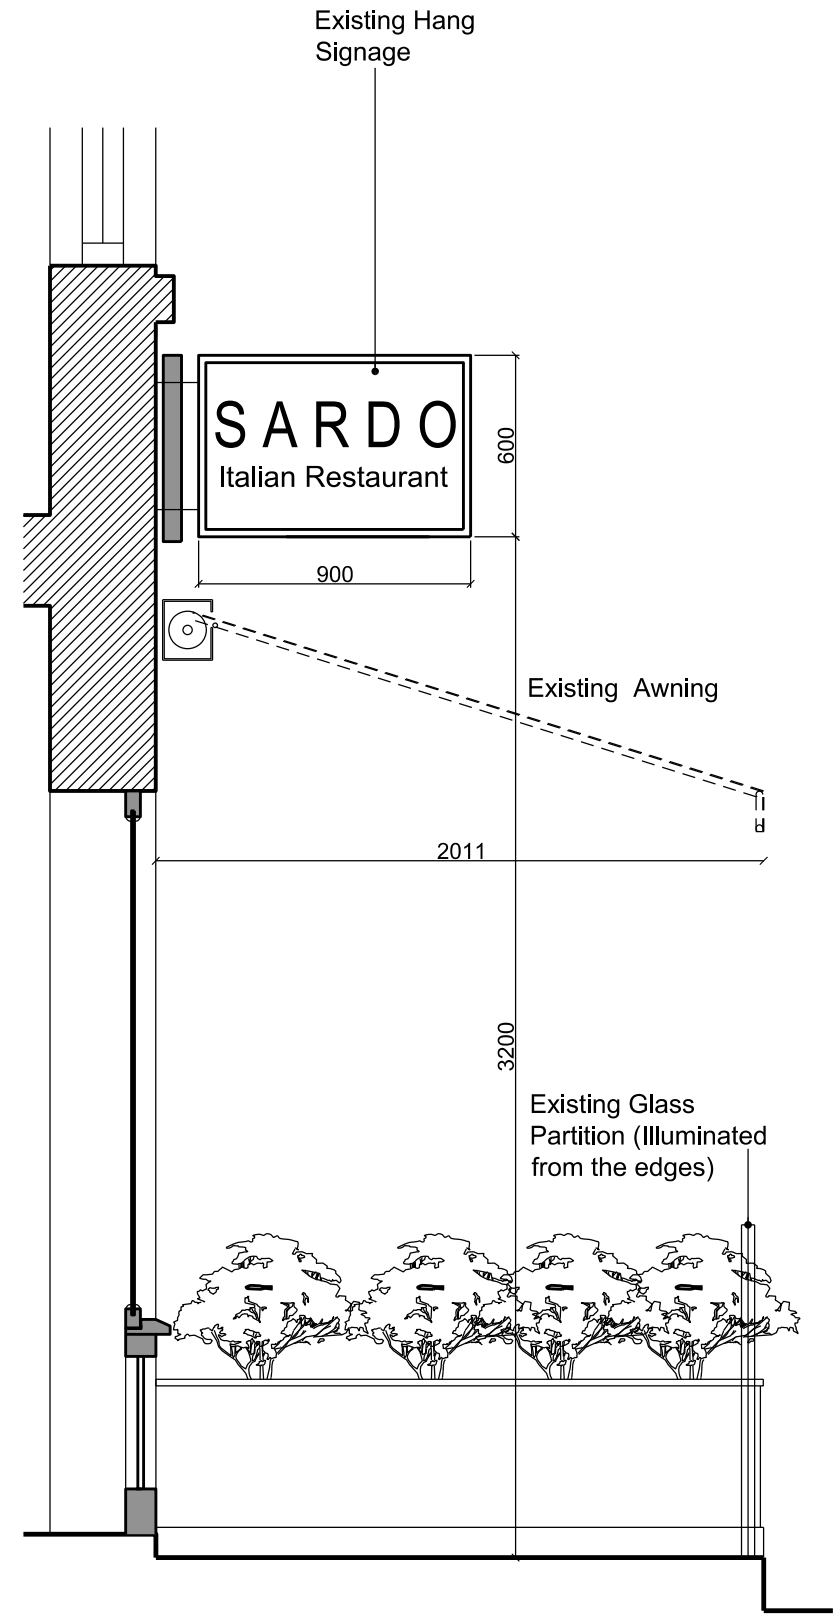 Existing Hang
Signage
SARDO
Italian Restaurant
600
900
Existing Awning
2011
3200
Existing Glass
Partition (Illuminated
from the edges)